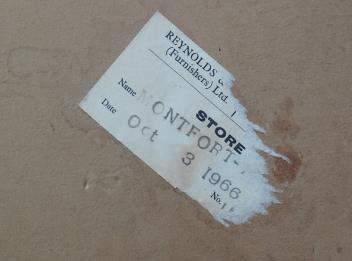 REYNOLDS
(Furnishers) Ltd.
STORE
Name MONTFORT-
Date Oct 3 1966
No.